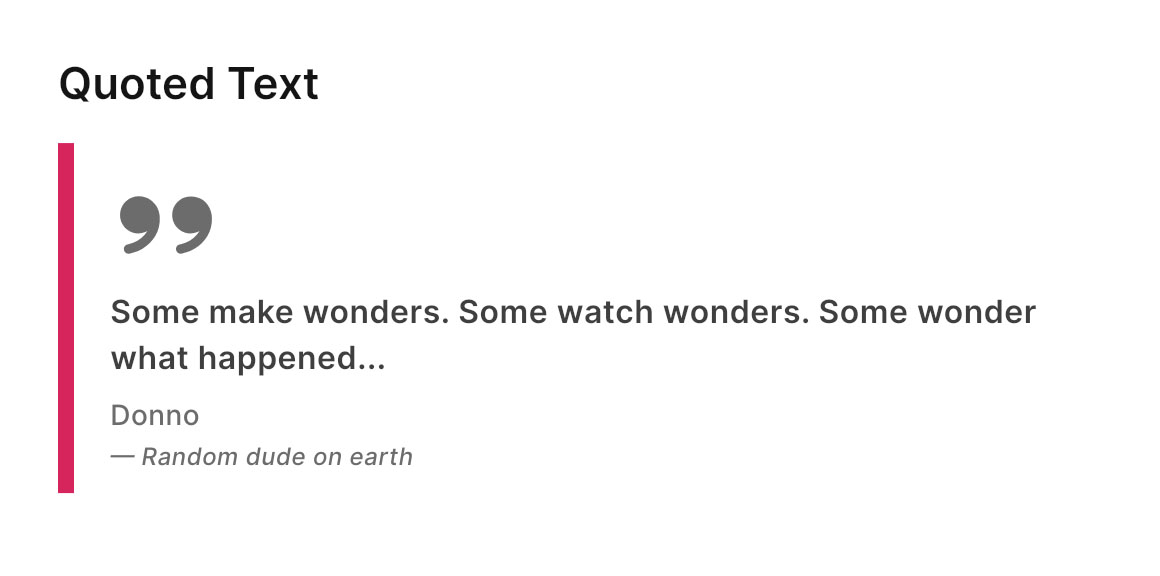 Quoted Text
”
Some make wonders. Some watch wonders. Some wonder
what happened...
Donno
— Random dude on earth